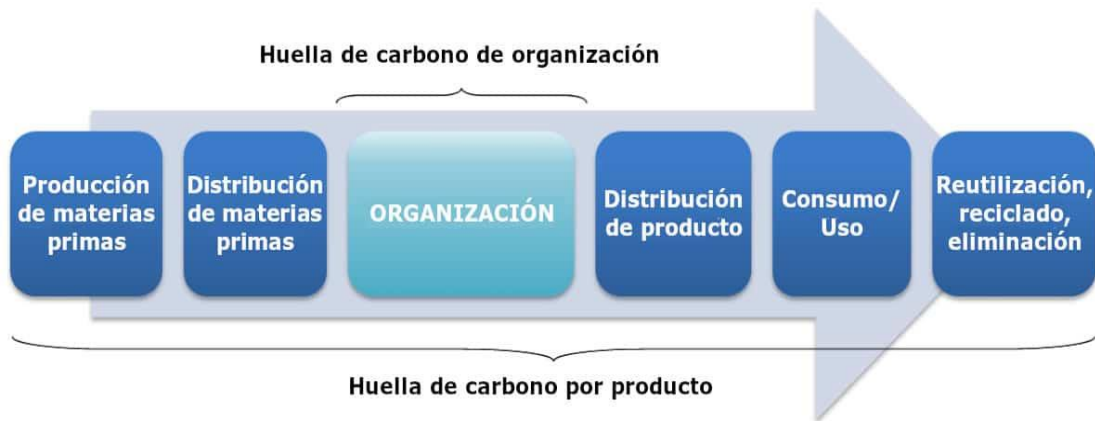 Huella de carbono de organización
Producción
de materias
primas
Distribución
de materias
primas
ORGANIZACIÓN
Distribución
de producto
Consumo/
Uso
Reutilización,
reciclado,
eliminación
Huella de carbono por producto